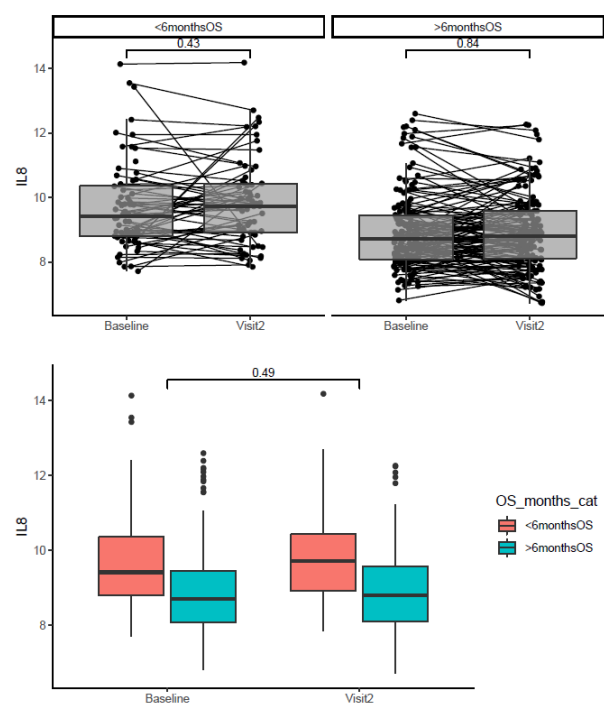 <6monthsOS >6monthsOS
0.43 0.84
14
12
10
8
IL8
Baseline Visit2 Baseline Visit2
0.49
14
12
10
8
IL8
Baseline Visit2
OS_months_cat
<6monthsOS
>6monthsOS